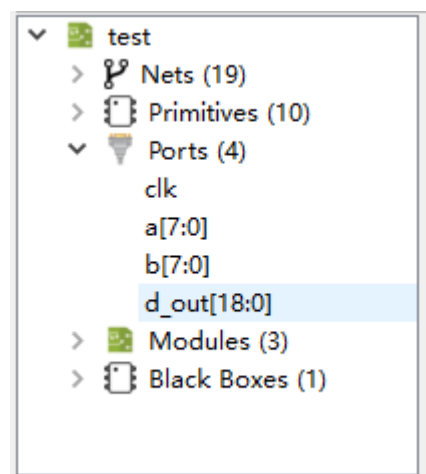 test
Nets (19)
Primitives (10)
Ports (4)
clk
a[7:0]
b[7:0]
d_out[18:0]
Modules (3)
Black Boxes (1)